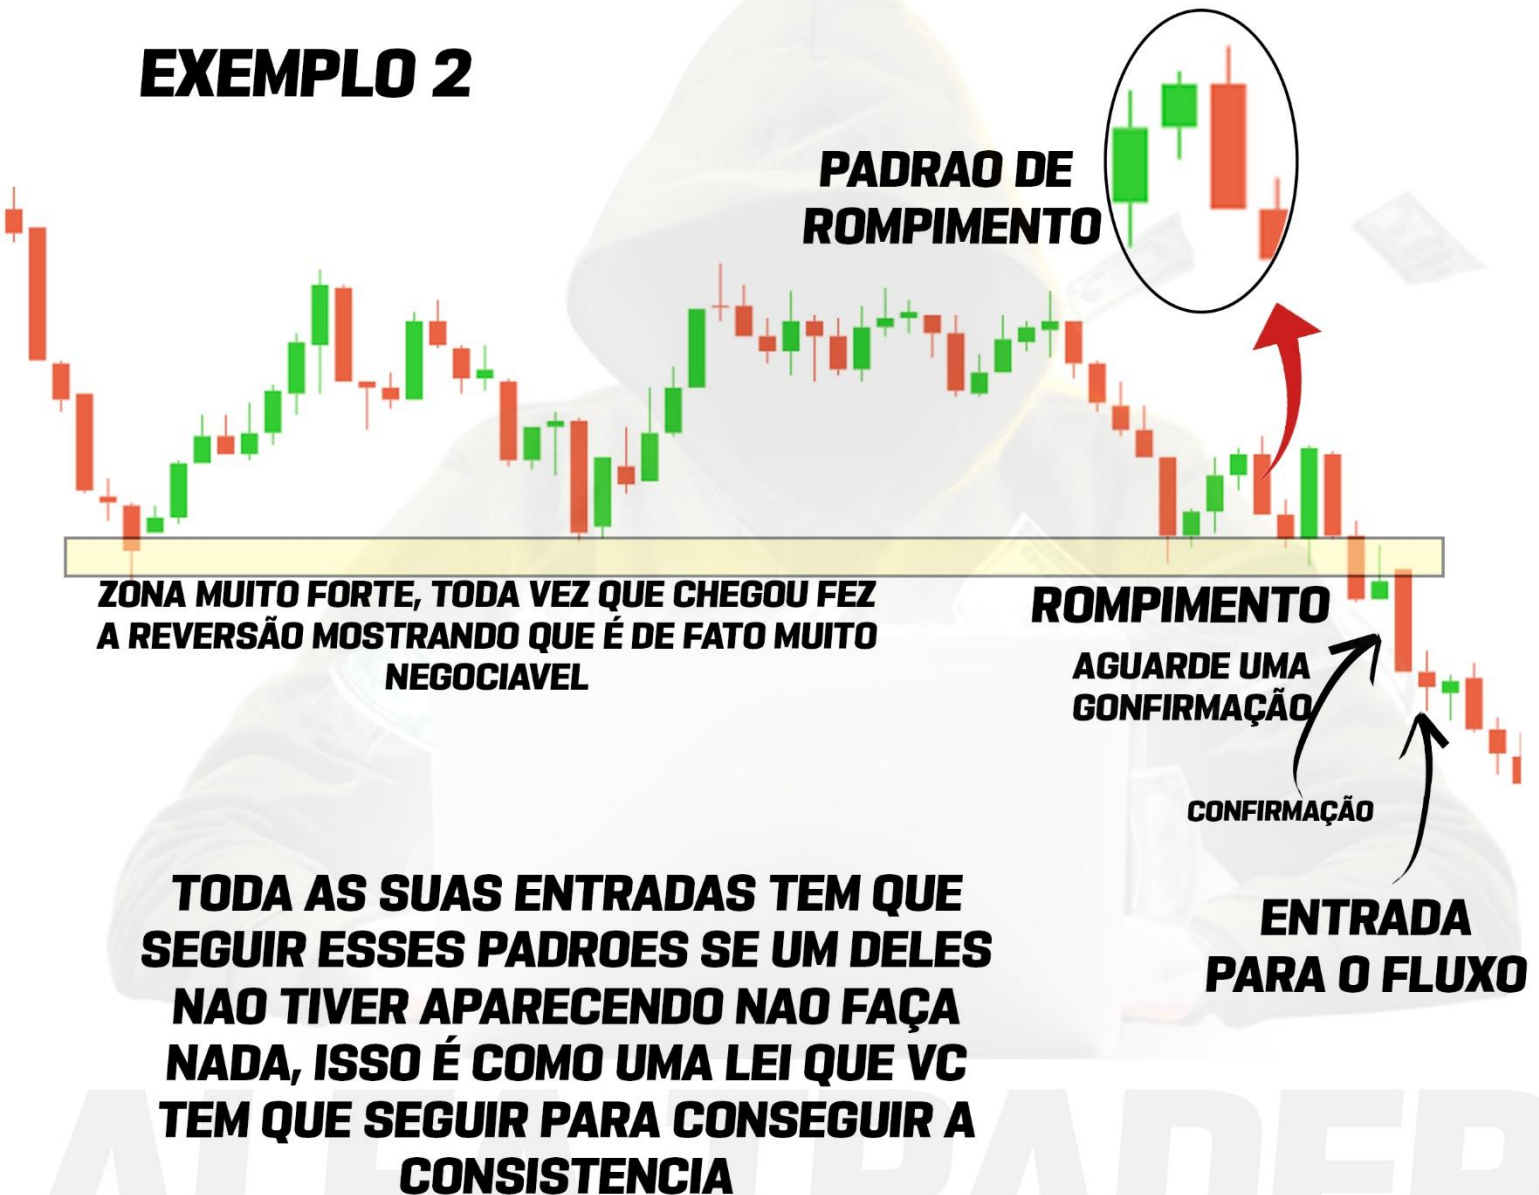 EXEMPLO 2
PADRAO DE
ROMPIMENTO
ZONA MUITO FORTE, TODA VEZ QUE CHEGOU FEZ
A REVERSÃO MOSTRANDO QUE É DE FATO MUITO
NEGOCIAVEL
ROMPIMENTO
AGUARDE UMA
GONFIRMAÇÃO
CONFIRMAÇÃO
ENTRADA
PARA O FLUXO
TODA AS SUAS ENTRADAS TEM QUE
SEGUIR ESSES PADROES SE UM DELES
NAO TIVER APARECENDO NAO FAÇA
NADA, ISSO É COMO UMA LEI QUE VC
TEM QUE SEGUIR PARA CONSEGUIR A
CONSISTENCIA